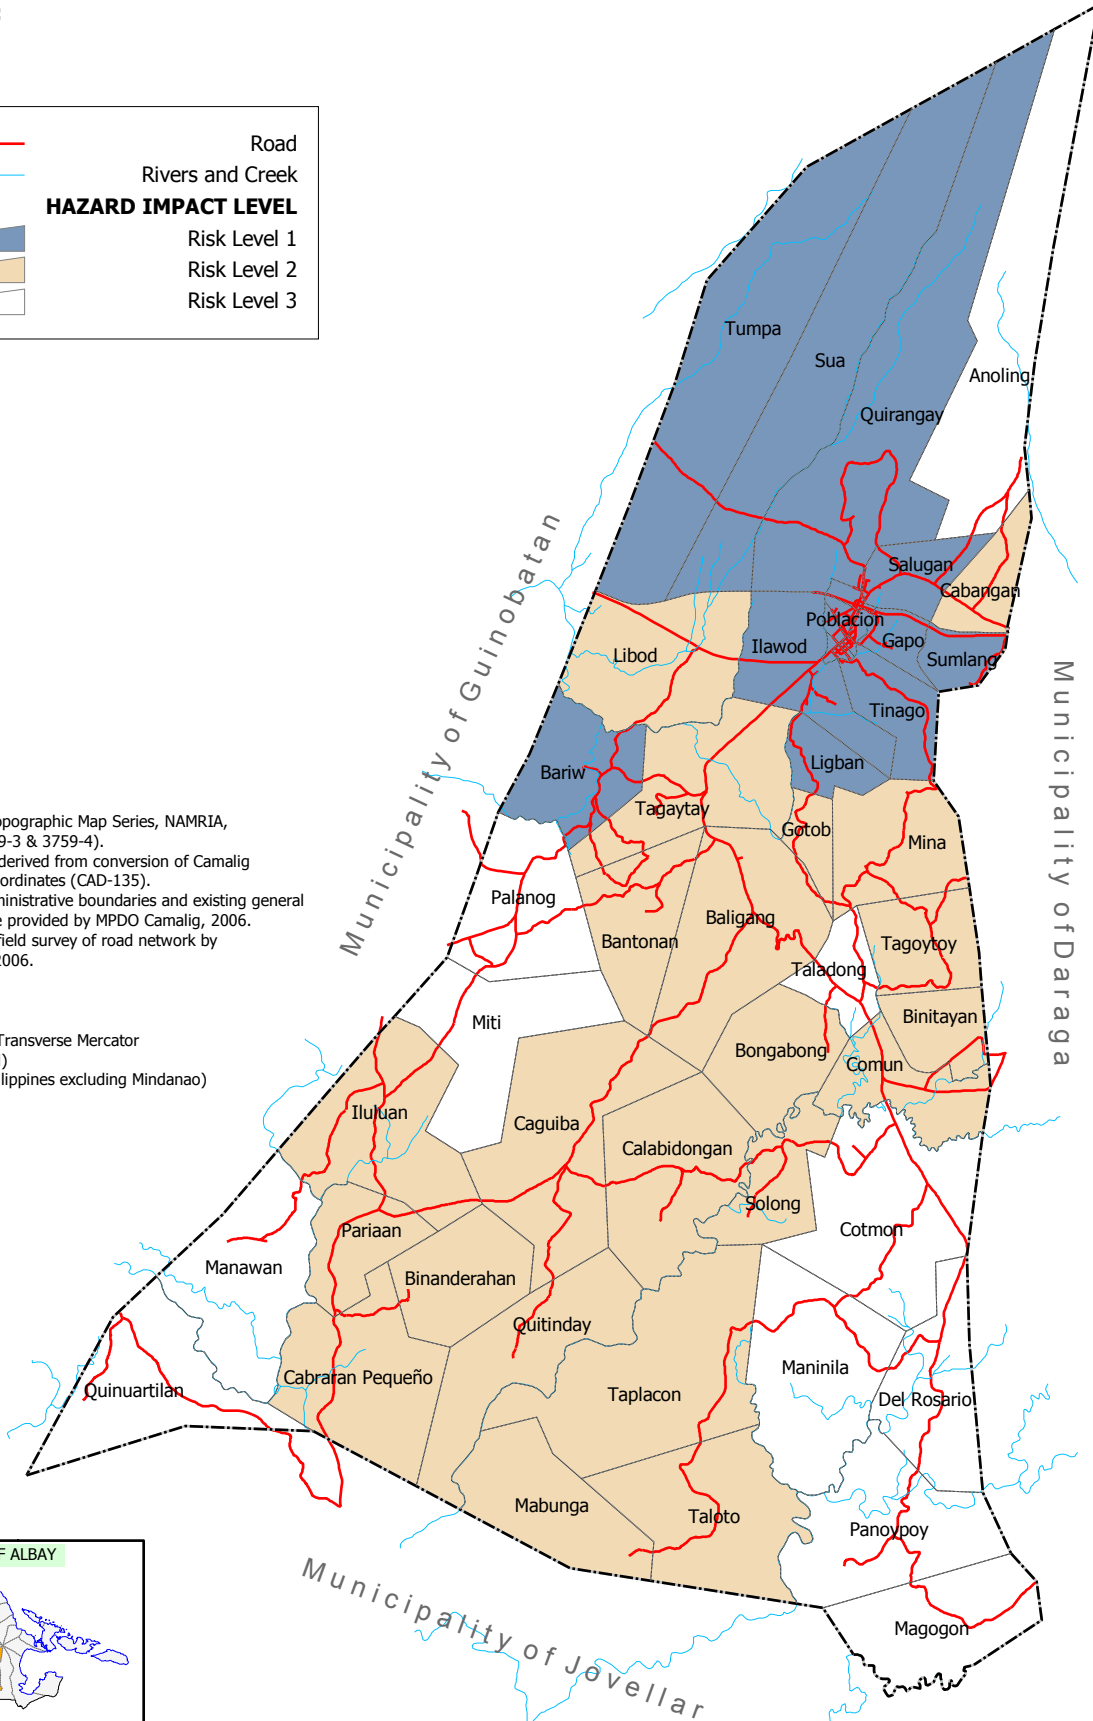 Road
Rivers and Creek
HAZARD IMPACT LEVEL
Risk Level 1
Risk Level 2
Risk Level 3
Tumpa
Sua
Anoling
Quirangay
Salugan
Cabangan
Poblacion
Ilawod
Gapo
Libod
Sumlang
Tinago
Bariw
Ligban
Tagaytay
Gotob
Mina
Palanog
Baligang
Bantonan
Tagoytoy
Taladong
Miti
Binitayan
Bongabong
Comun
Iluluan
Caguiba
Calabidongan
Solong
Pariaan
Cotmon
Manawan
Binanderahan
Quitinday
Maninila
Cabraran Pequeño
Quinuartilan
Taplacon
Del Rosario
Mabunga
Taloto
Panoypoy
Magogon
Municipality of Guinobatan
Municipality of Daraga
Municipality of Jovellar
opographic Map Series, NAMRIA,
9-3 & 3759-4).
derived from conversion of Camalig
ordinates (CAD-135).
ministrative boundaries and existing general
e provided by MPDO Camalig, 2006.
field survey of road network by
2006.
Transverse Mercator
ilippines excluding Mindanao)
F ALBAY